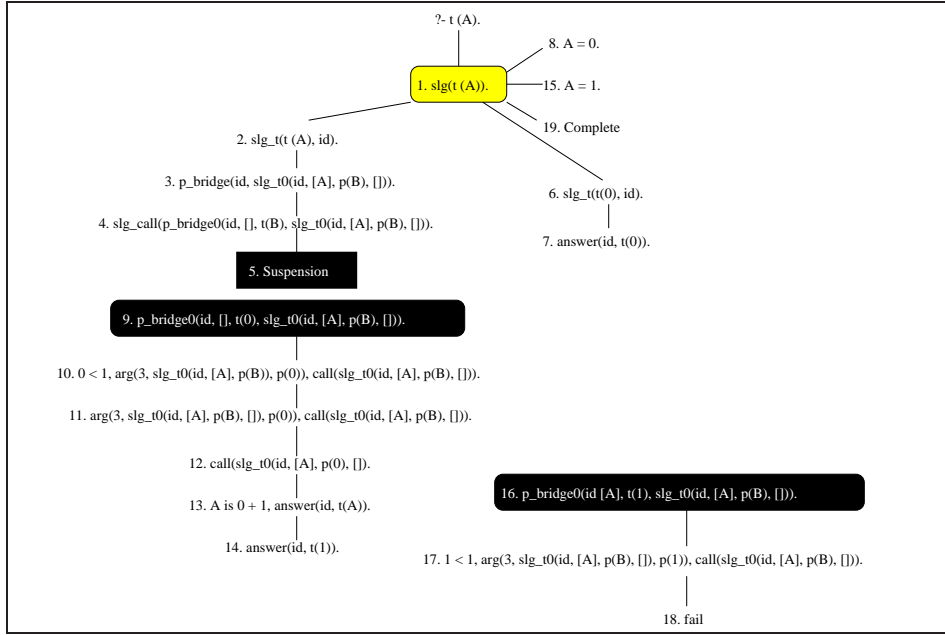 ?- t (A).
8. A = 0.
1. slg(t (A)).
15. A = 1.
19. Complete
2. slg_t(t (A), id).
3. p_bridge(id, slg_t0(id, [A], p(B), [])).
6. slg_t(t(0), id).
4. slg_call(p_bridge0(id, [], t(B), slg_t0(id, [A], p(B), [])).
7. answer(id, t(0)).
5. Suspension
9. p_bridge0(id, [], t(0), slg_t0(id, [A], p(B), [])).
10. 0 < 1, arg(3, slg_t0(id, [A], p(B)), p(0)), call(slg_t0(id, [A], p(B), [])).
11. arg(3, slg_t0(id, [A], p(B), []), p(0)), call(slg_t0(id, [A], p(B), [])).
12. call(slg_t0(id, [A], p(0), []).
16. p_bridge0(id [A], t(1), slg_t0(id, [A], p(B), [])).
13. A is 0 + 1, answer(id, t(A)).
14. answer(id, t(1)).
17. 1 < 1, arg(3, slg_t0(id, [A], p(B), []), p(1)), call(slg_t0(id, [A], p(B), [])).
18. fail